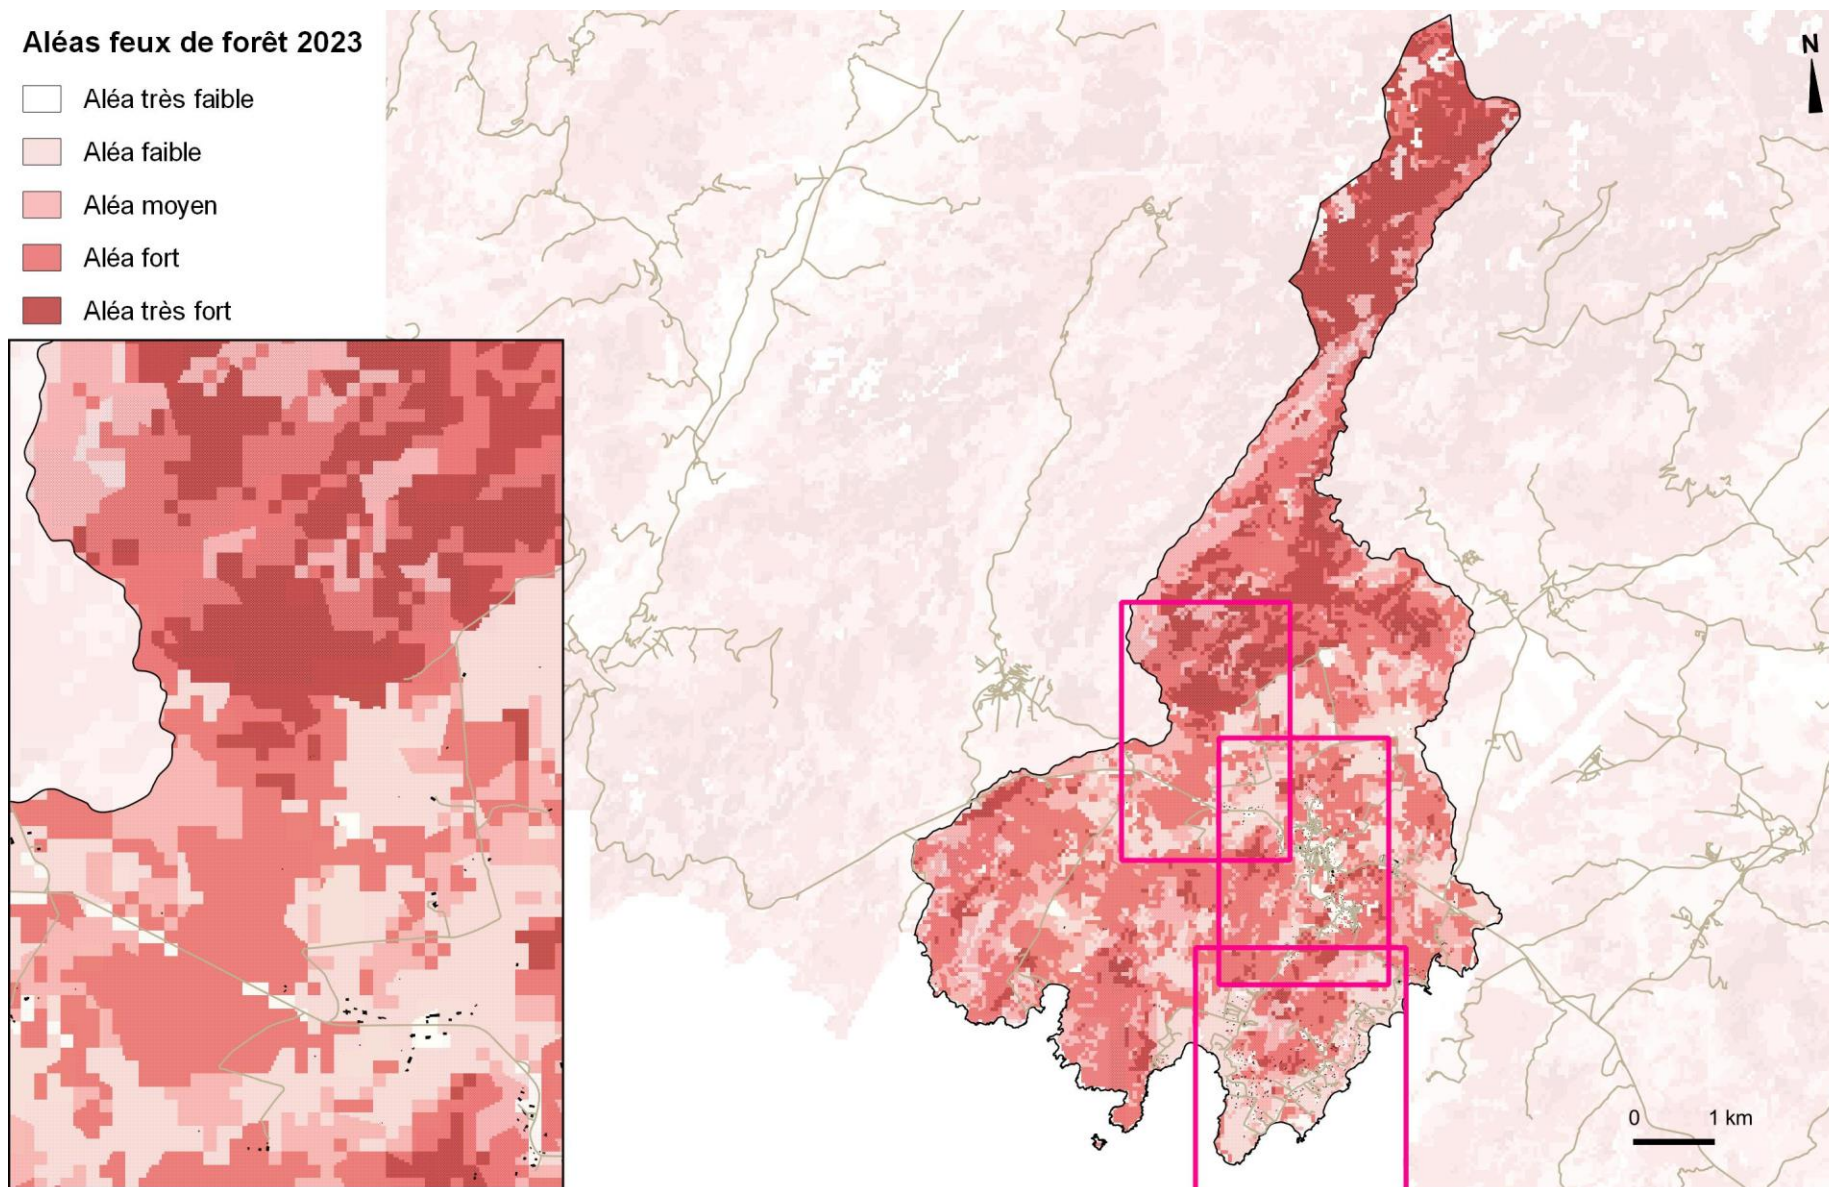 Aléas feux de forêt 2023
Aléa très faible
Aléa faible
Aléa moyen
Aléa fort
Aléa très fort
N
0 1 km